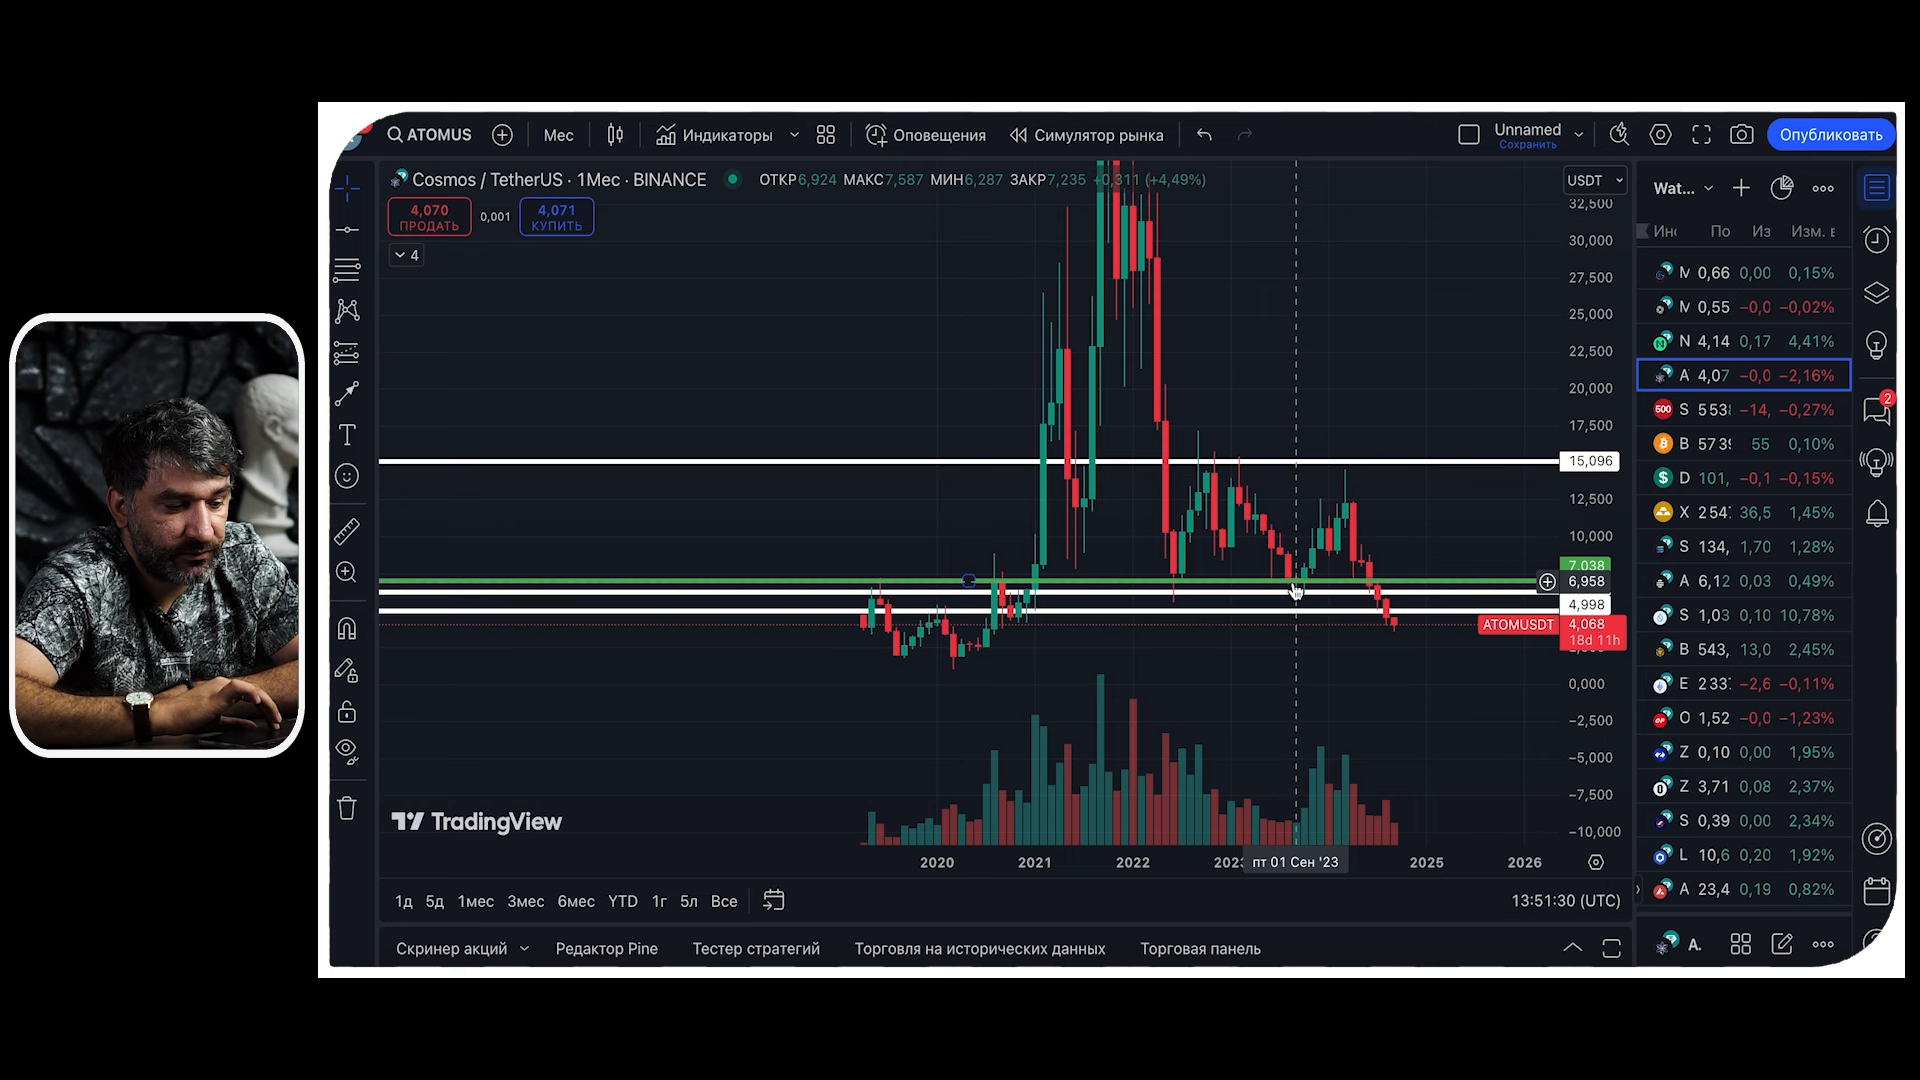 ATOMUS
Мес
Индикаторы
Оповещения
Симулятор рынка
Unnamed
Сохранить
Опубликовать
Cosmos / TetherUS · 1Мес · BINANCE
ОТКР6,924 МАКС7,587 МИН6,287 ЗАКР7,235 +0,311 (+4,49%)
4,070
ПРОДАТЬ
0,001
4,071
КУПИТЬ
4
USDT
32,500
30,000
27,500
25,000
22,500
20,000
17,500
15,096
12,500
10,000
7,038
6,958
4,998
ATOMUSDT
4,068
18d 11h
0,000
−2,500
−5,000
−7,500
−10,000
TradingView
2020
2021
2022
2023
пт 01 Сен '23
2025
2026
1д
5д
1мес
3мес
6мес
YTD
1г
5л
Все
13:51:30 (UTC)
Скринер акций
Редактор Pine
Тестер стратегий
Торговля на исторических данных
Торговая панель
Wat...
Инс По Из Изм. в
M 0,66 0,00 0,15%
M 0,55 −0,0 −0,02%
N 4,14 0,17 4,41%
A 4,07 −0,0 −2,16%
500 S 5538 −14, −0,27%
B 5739 55 0,10%
D 101, −0,1 −0,15%
X 254 36,5 1,45%
S 134, 1,70 1,28%
A 6,12 0,03 0,49%
S 1,03 0,10 10,78%
B 543, 13,0 2,45%
E 233 −2,6 −0,11%
O 1,52 −0,0 −1,23%
Z 0,10 0,00 1,95%
Z 3,71 0,08 2,37%
S 0,39 0,00 2,34%
L 10,6 0,20 1,92%
A 23,4 0,19 0,82%
A.
2